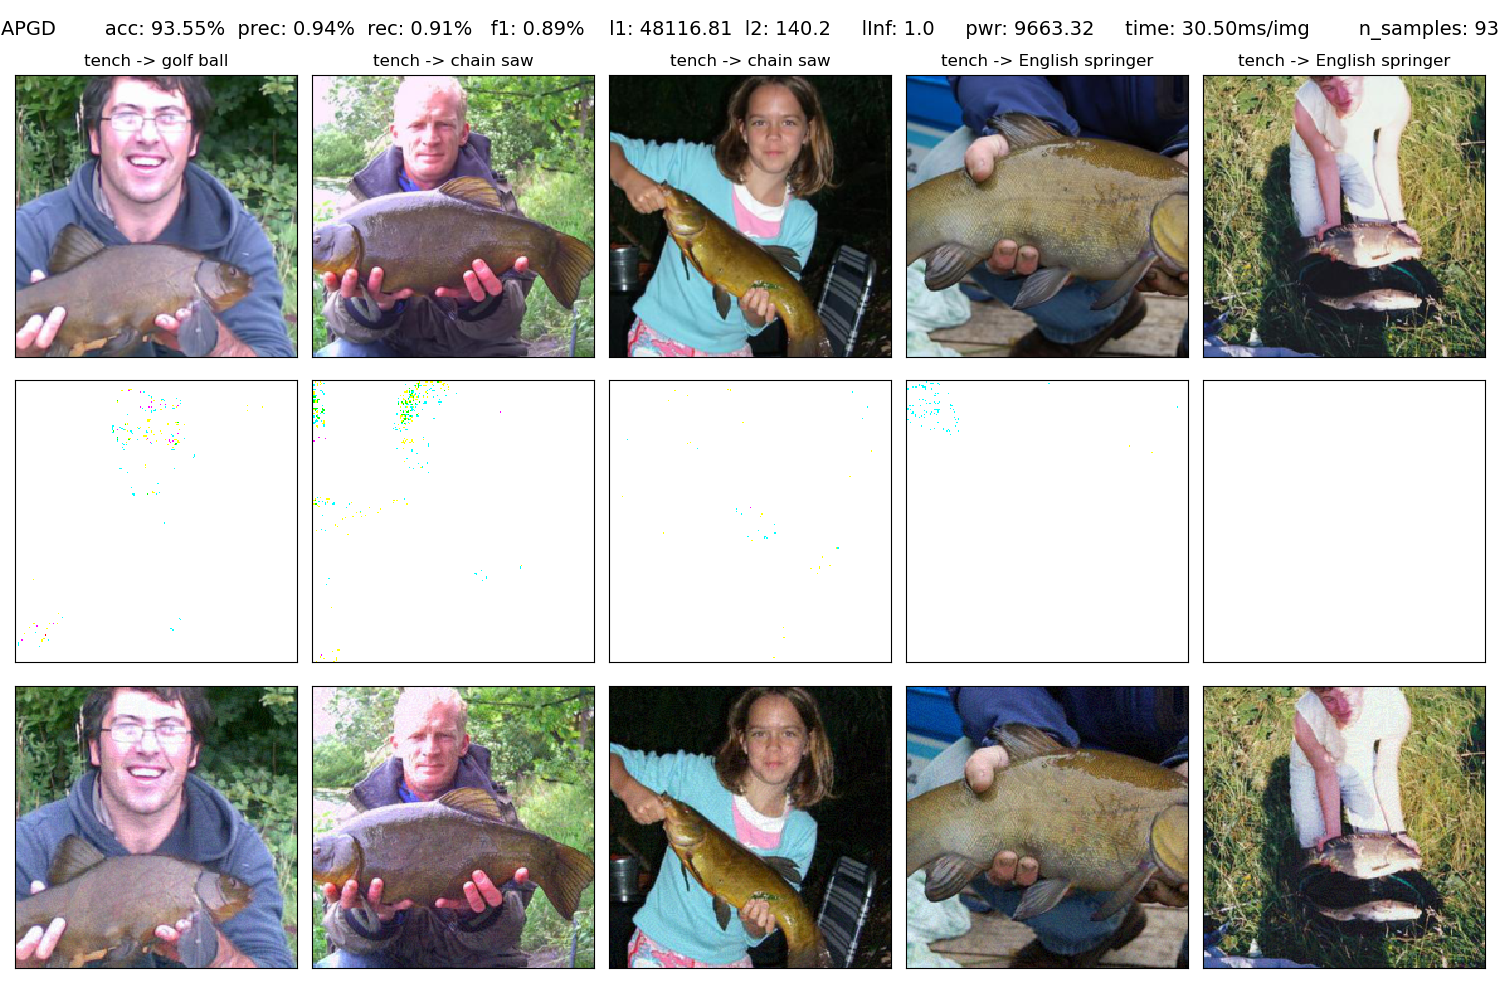 APGD acc: 93.55% prec: 0.94% rec: 0.91% f1: 0.89% l1: 48116.81 l2: 140.2 lInf: 1.0 pwr: 9663.32 time: 30.50ms/img n_samples: 93
tench -> golf ball
tench -> chain saw
tench -> chain saw
tench -> English springer
tench -> English springer